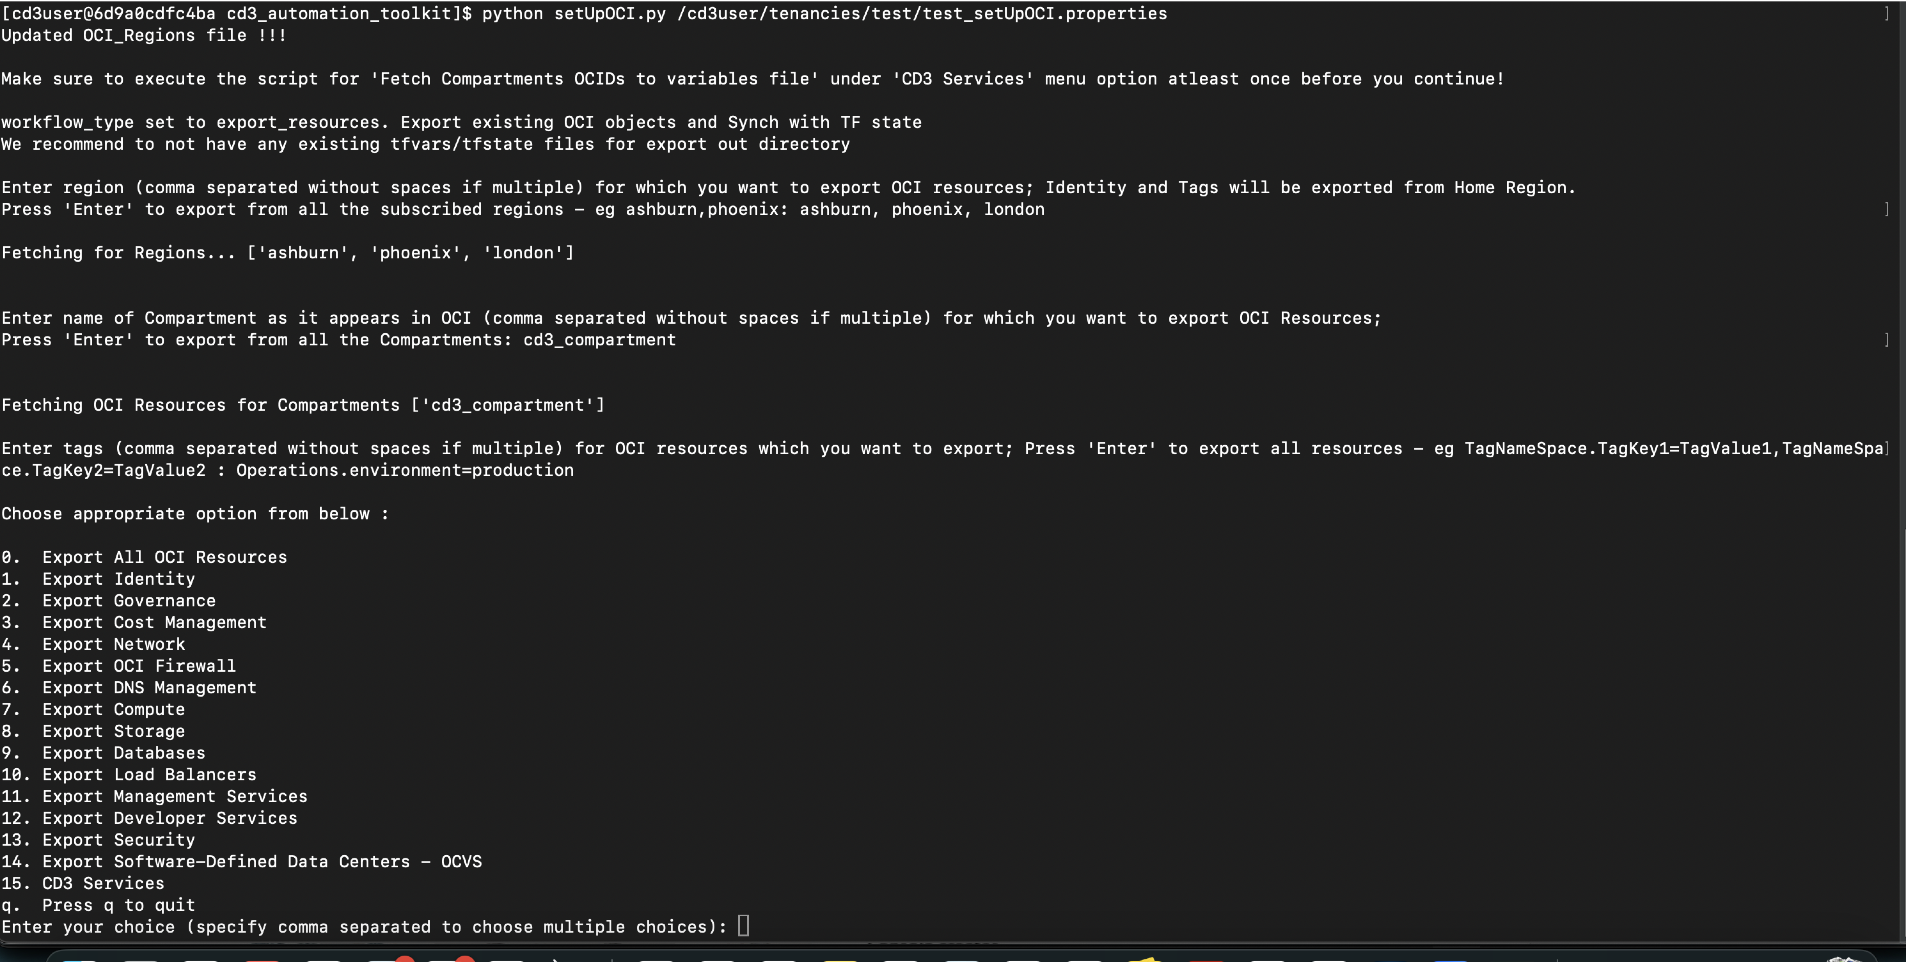 [cd3user@6d9a0cdfc4ba cd3_automation_toolkit]$ python setUpOCI.py /cd3user/tenancies/test/test_setUpOCI.properties ]
Updated OCI_Regions file !!!
Make sure to execute the script for 'Fetch Compartments OCIDs to variables file' under 'CD3 Services' menu option atleast once before you continue!
workflow_type set to export_resources. Export existing OCI objects and Synch with TF state
We recommend to not have any existing tfvars/tfstate files for export out directory
Enter region (comma separated without spaces if multiple) for which you want to export OCI resources; Identity and Tags will be exported from Home Region.
Press 'Enter' to export from all the subscribed regions - eg ashburn,phoenix: ashburn, phoenix, london ]
Fetching for Regions... ['ashburn', 'phoenix', 'london']
Enter name of Compartment as it appears in OCI (comma separated without spaces if multiple) for which you want to export OCI Resources;
Press 'Enter' to export from all the Compartments: cd3_compartment ]
Fetching OCI Resources for Compartments ['cd3_compartment']
Enter tags (comma separated without spaces if multiple) for OCI resources which you want to export; Press 'Enter' to export all resources - eg TagNameSpace.TagKey1=TagValue1,TagNameSpa]
ce.TagKey2=TagValue2 : Operations.environment=production
Choose appropriate option from below :
0.  Export All OCI Resources
1.  Export Identity
2.  Export Governance
3.  Export Cost Management
4.  Export Network
5.  Export OCI Firewall
6.  Export DNS Management
7.  Export Compute
8.  Export Storage
9.  Export Databases
10. Export Load Balancers
11. Export Management Services
12. Export Developer Services
13. Export Security
14. Export Software-Defined Data Centers - OCVS
15. CD3 Services
q.  Press q to quit
Enter your choice (specify comma separated to choose multiple choices):